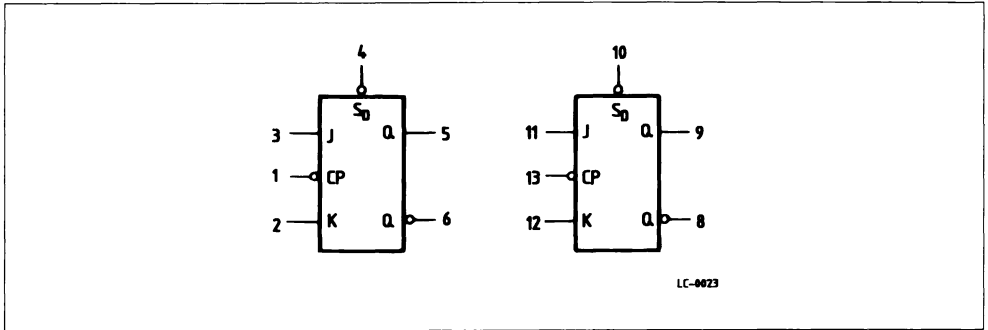 4 10
S_D S_D
3 J Q 5 11 J Q 9
1 CP 13 CP
2 K Q 6 12 K Q 8
LC-0023